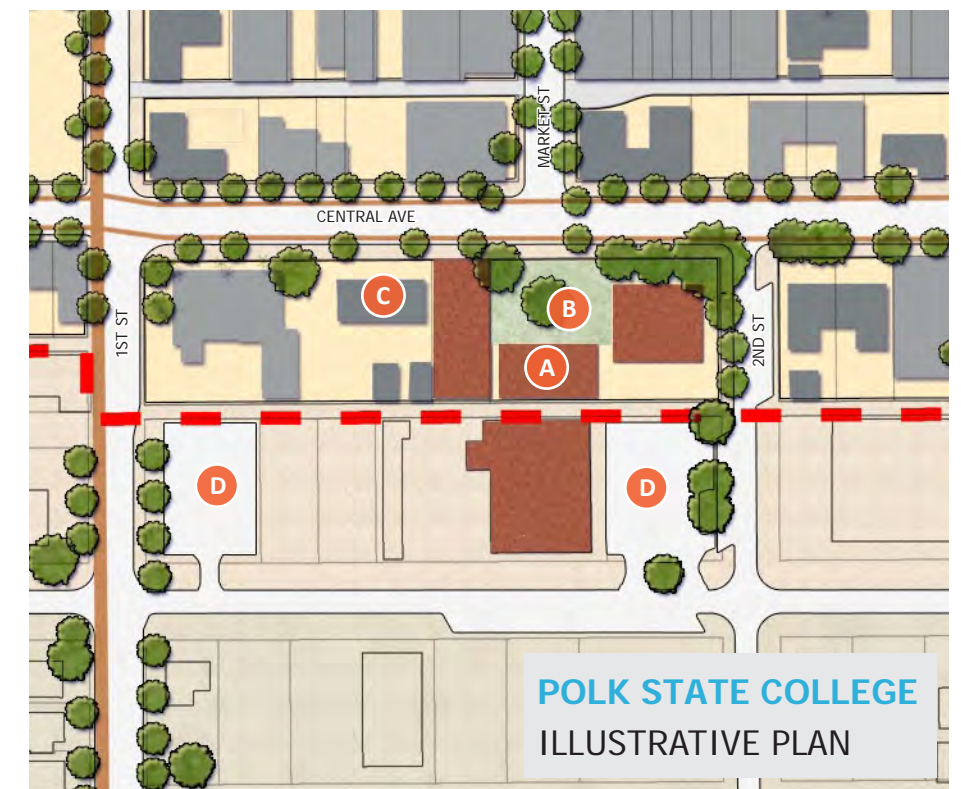 MARKET ST
CENTRAL AVE
1ST ST
C
B
2ND ST
A
D
D
POLK STATE COLLEGE
ILLUSTRATIVE PLAN